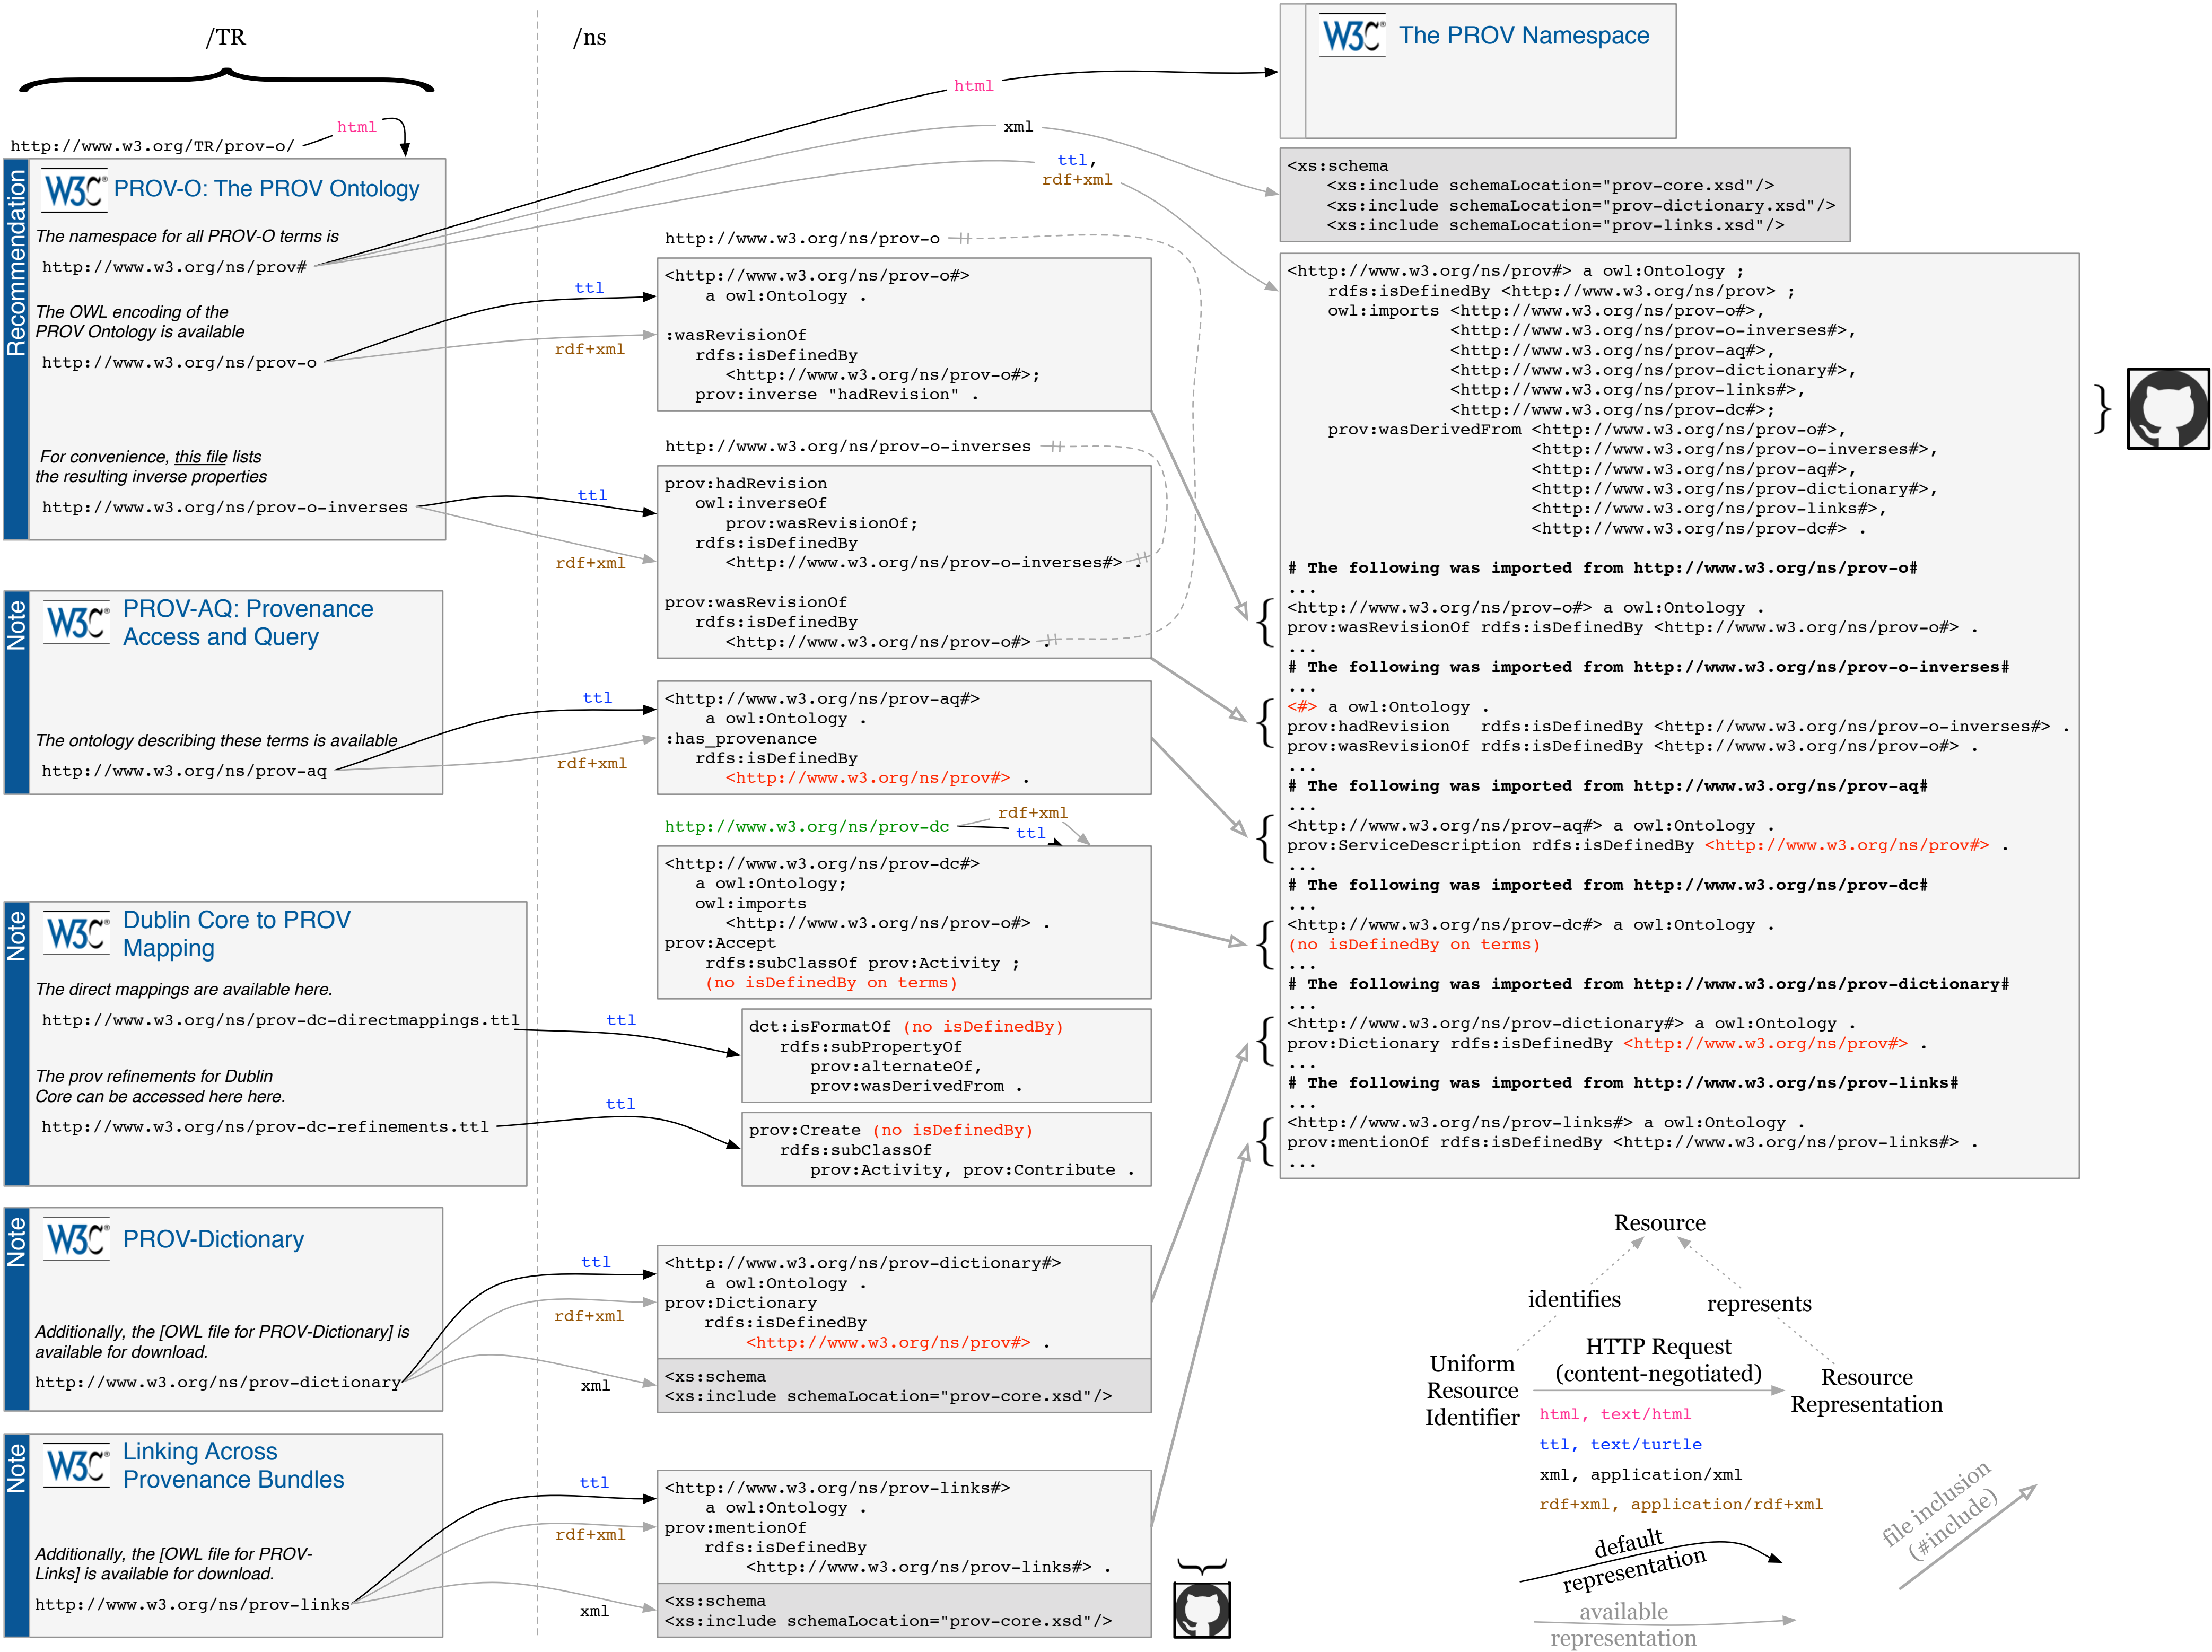 /TR
/ns
http://www.w3.org/TR/prov-o/
html
Recommendation
W3C®
PROV-O: The PROV Ontology
The namespace for all PROV-O terms is
http://www.w3.org/ns/prov#
The OWL encoding of the
PROV Ontology is available
http://www.w3.org/ns/prov-o
For convenience, this file lists
the resulting inverse properties
http://www.w3.org/ns/prov-o-inverses
Note
W3C®
PROV-AQ: Provenance
Access and Query
The ontology describing these terms is available
http://www.w3.org/ns/prov-aq
Note
W3C®
Dublin Core to PROV
Mapping
The direct mappings are available here.
http://www.w3.org/ns/prov-dc-directmappings.ttl
The prov refinements for Dublin
Core can be accessed here here.
http://www.w3.org/ns/prov-dc-refinements.ttl
Note
W3C®
PROV-Dictionary
Additionally, the [OWL file for PROV-Dictionary] is
available for download.
http://www.w3.org/ns/prov-dictionary
Note
W3C®
Linking Across
Provenance Bundles
Additionally, the [OWL file for PROV-
Links] is available for download.
http://www.w3.org/ns/prov-links
html
xml
ttl,
rdf+xml
ttl
rdf+xml
ttl
rdf+xml
ttl
rdf+xml
ttl
ttl
ttl
rdf+xml
xml
ttl
rdf+xml
xml
http://www.w3.org/ns/prov-o
<http://www.w3.org/ns/prov-o#>
a owl:Ontology .
:wasRevisionOf
rdfs:isDefinedBy
<http://www.w3.org/ns/prov-o#>;
prov:inverse "hadRevision" .
http://www.w3.org/ns/prov-o-inverses
prov:hadRevision
owl:inverseOf
prov:wasRevisionOf;
rdfs:isDefinedBy
<http://www.w3.org/ns/prov-o-inverses#> .
prov:wasRevisionOf
rdfs:isDefinedBy
<http://www.w3.org/ns/prov-o#> .
<http://www.w3.org/ns/prov-aq#>
a owl:Ontology .
:has_provenance
rdfs:isDefinedBy
<http://www.w3.org/ns/prov#> .
http://www.w3.org/ns/prov-dc
rdf+xml
ttl
<http://www.w3.org/ns/prov-dc#>
a owl:Ontology;
owl:imports
<http://www.w3.org/ns/prov-o#> .
prov:Accept
rdfs:subClassOf prov:Activity ;
(no isDefinedBy on terms)
dct:isFormatOf (no isDefinedBy)
rdfs:subPropertyOf
prov:alternateOf,
prov:wasDerivedFrom .
prov:Create (no isDefinedBy)
rdfs:subClassOf
prov:Activity, prov:Contribute .
<http://www.w3.org/ns/prov-dictionary#>
a owl:Ontology .
prov:Dictionary
rdfs:isDefinedBy
<http://www.w3.org/ns/prov#> .
<xs:schema
<xs:include schemaLocation="prov-core.xsd"/>
<http://www.w3.org/ns/prov-links#>
a owl:Ontology .
prov:mentionOf
rdfs:isDefinedBy
<http://www.w3.org/ns/prov-links#> .
<xs:schema
<xs:include schemaLocation="prov-core.xsd"/>
W3C®
The PROV Namespace
<xs:schema
<xs:include schemaLocation="prov-core.xsd"/>
<xs:include schemaLocation="prov-dictionary.xsd"/>
<xs:include schemaLocation="prov-links.xsd"/>
<http://www.w3.org/ns/prov#> a owl:Ontology ;
rdfs:isDefinedBy <http://www.w3.org/ns/prov> ;
owl:imports <http://www.w3.org/ns/prov-o#>,
<http://www.w3.org/ns/prov-o-inverses#>,
<http://www.w3.org/ns/prov-aq#>,
<http://www.w3.org/ns/prov-dictionary#>,
<http://www.w3.org/ns/prov-links#>,
<http://www.w3.org/ns/prov-dc#>;
prov:wasDerivedFrom <http://www.w3.org/ns/prov-o#>,
<http://www.w3.org/ns/prov-o-inverses#>,
<http://www.w3.org/ns/prov-aq#>,
<http://www.w3.org/ns/prov-dictionary#>,
<http://www.w3.org/ns/prov-links#>,
<http://www.w3.org/ns/prov-dc#> .
# The following was imported from http://www.w3.org/ns/prov-o#
...
<http://www.w3.org/ns/prov-o#> a owl:Ontology .
prov:wasRevisionOf rdfs:isDefinedBy <http://www.w3.org/ns/prov-o#> .
...
# The following was imported from http://www.w3.org/ns/prov-o-inverses#
...
<#> a owl:Ontology .
prov:hadRevision rdfs:isDefinedBy <http://www.w3.org/ns/prov-o-inverses#> .
prov:wasRevisionOf rdfs:isDefinedBy <http://www.w3.org/ns/prov-o#> .
...
# The following was imported from http://www.w3.org/ns/prov-aq#
...
<http://www.w3.org/ns/prov-aq#> a owl:Ontology .
prov:ServiceDescription rdfs:isDefinedBy <http://www.w3.org/ns/prov#> .
...
# The following was imported from http://www.w3.org/ns/prov-dc#
...
<http://www.w3.org/ns/prov-dc#> a owl:Ontology .
(no isDefinedBy on terms)
...
# The following was imported from http://www.w3.org/ns/prov-dictionary#
...
<http://www.w3.org/ns/prov-dictionary#> a owl:Ontology .
prov:Dictionary rdfs:isDefinedBy <http://www.w3.org/ns/prov#> .
...
# The following was imported from http://www.w3.org/ns/prov-links#
...
<http://www.w3.org/ns/prov-links#> a owl:Ontology .
prov:mentionOf rdfs:isDefinedBy <http://www.w3.org/ns/prov-links#> .
...
Resource
identifies
represents
HTTP Request
(content-negotiated)
Uniform
Resource
Identifier
Resource
Representation
html, text/html
ttl, text/turtle
xml, application/xml
rdf+xml, application/rdf+xml
default
representation
available
representation
file inclusion
(#include)